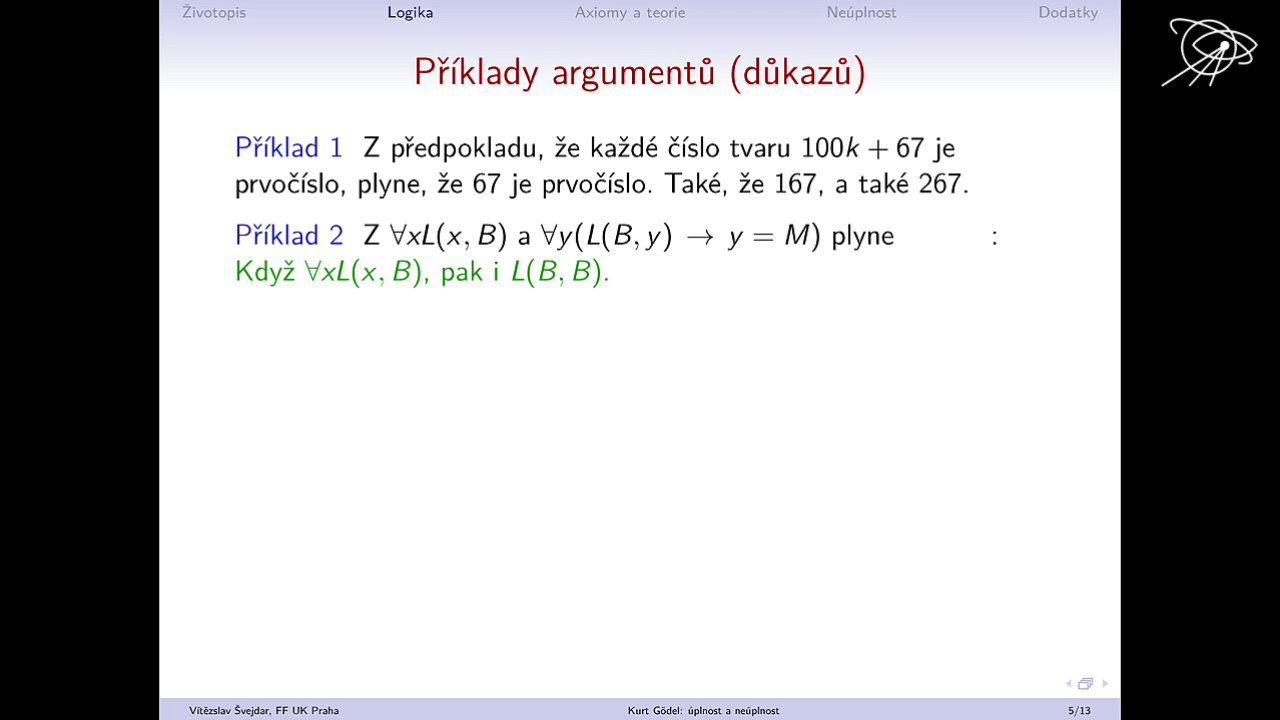 Životopis Logika Axiomy a teorie Neúplnost Dodatky
Příklady argumentů (důkazů)
Příklad 1 Z předpokladu, že každé číslo tvaru 100k + 67 je
prvočíslo, plyne, že 67 je prvočíslo. Také, že 167, a také 267.
Příklad 2 Z ∀xL(x, B) a ∀y(L(B, y) → y = M) plyne :
Když ∀xL(x, B), pak i L(B, B).
Vítězslav Švejdar, FF UK Praha Kurt Gödel: úplnost a neúplnost 5/13